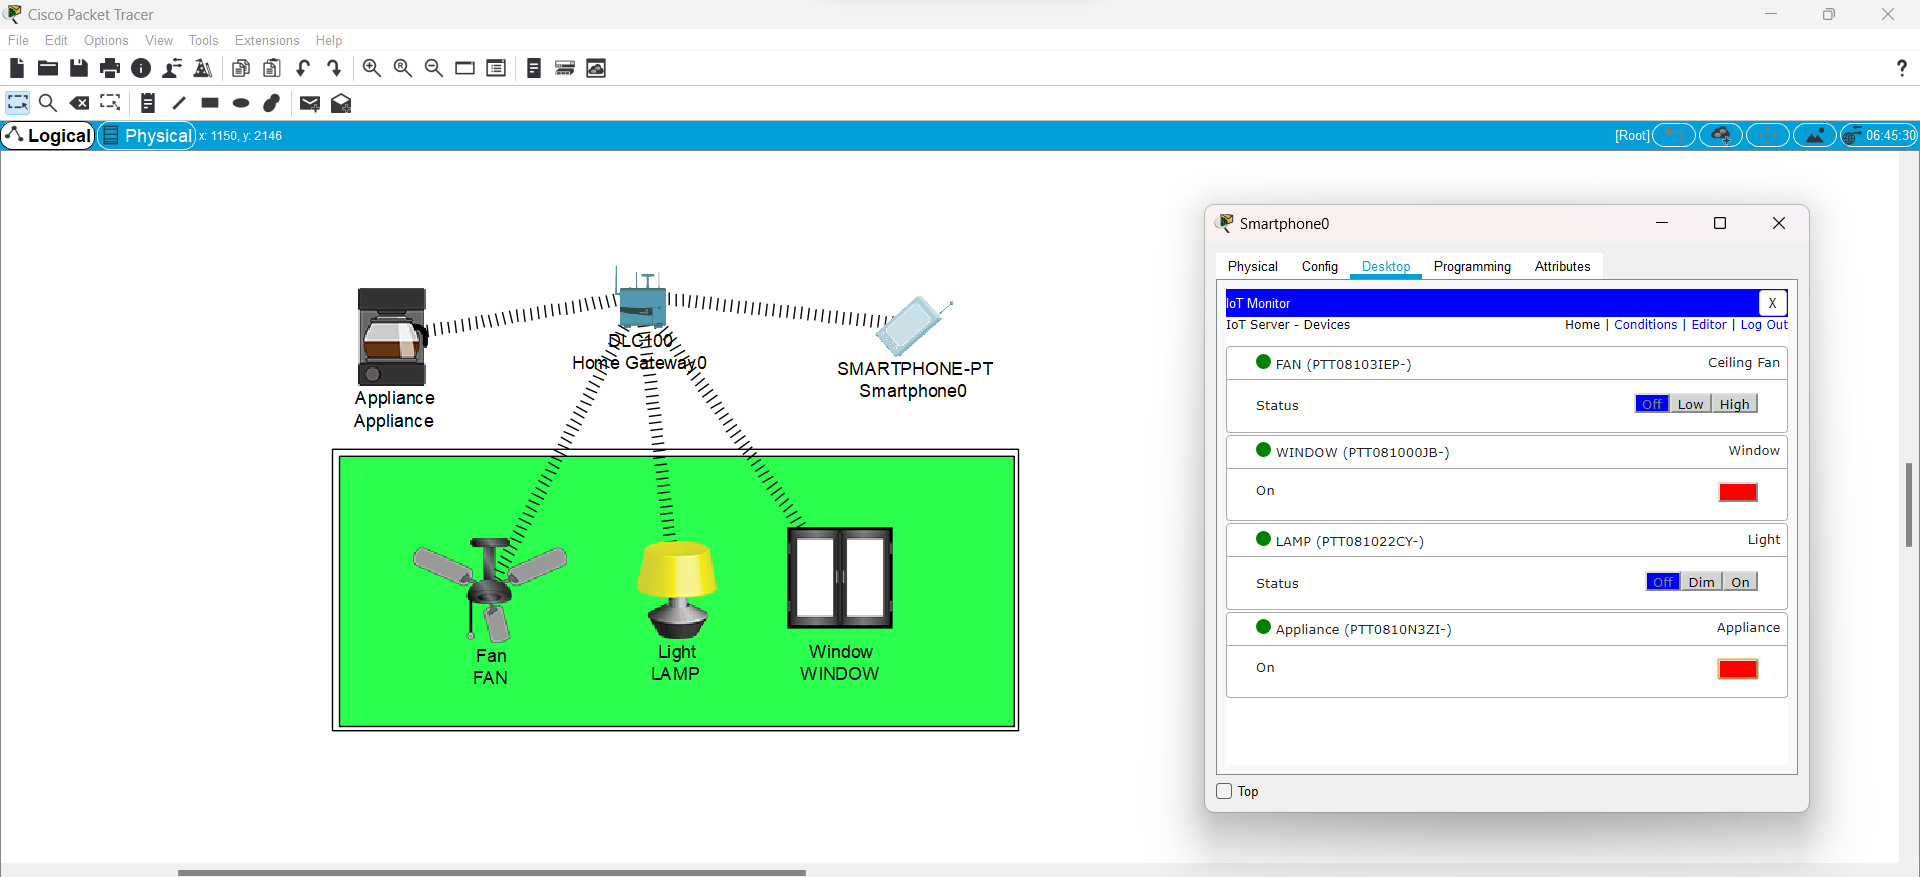 Cisco Packet Tracer
File Edit Options View Tools Extensions Help
?
Logical Physical x: 1150, y: 2146 [Root] 06:45:30
Appliance
Appliance
DLC100
Home Gateway0
SMARTPHONE-PT
Smartphone0
Fan
FAN
Light
LAMP
Window
WINDOW
Smartphone0
Physical Config Desktop Programming Attributes
IoT Monitor X
IoT Server - Devices Home | Conditions | Editor | Log Out
FAN (PTT08103IEP-) Ceiling Fan
Status Off Low High
WINDOW (PTT081000JB-) Window
On
LAMP (PTT081022CY-) Light
Status Off Dim On
Appliance (PTT0810N3ZI-) Appliance
On
Top